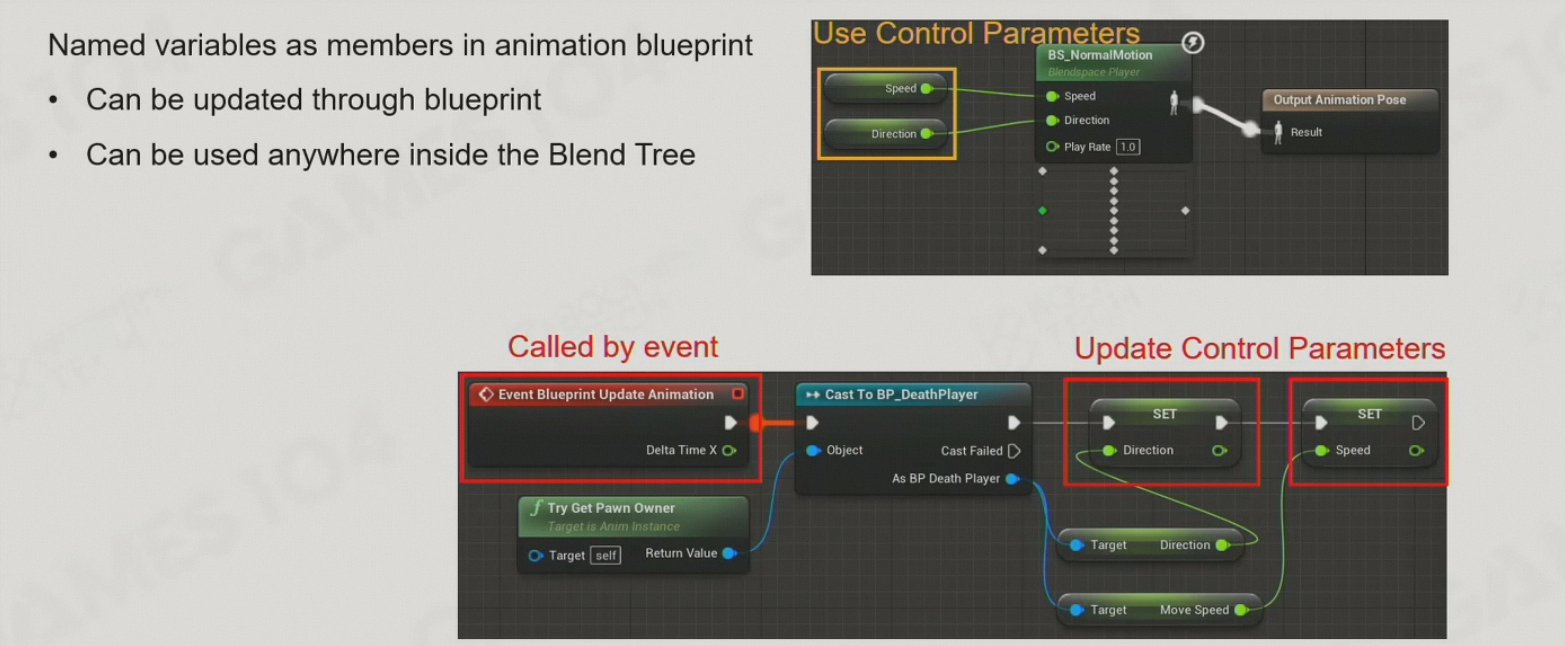 Named variables as members in animation blueprint
• Can be updated through blueprint
• Can be used anywhere inside the Blend Tree
Use Control Parameters
BS_NormalMotion
Blendspace Player
Speed
Direction
Speed
Direction
Play Rate 1.0
Output Animation Pose
Result
Called by event
Update Control Parameters
Event Blueprint Update Animation
Delta Time X
Cast To BP_DeathPlayer
Object
Cast Failed
As BP Death Player
SET
Direction
SET
Speed
f Try Get Pawn Owner
Target is Anim Instance
Target self
Return Value
Target Direction
Target Move Speed
GAMES104